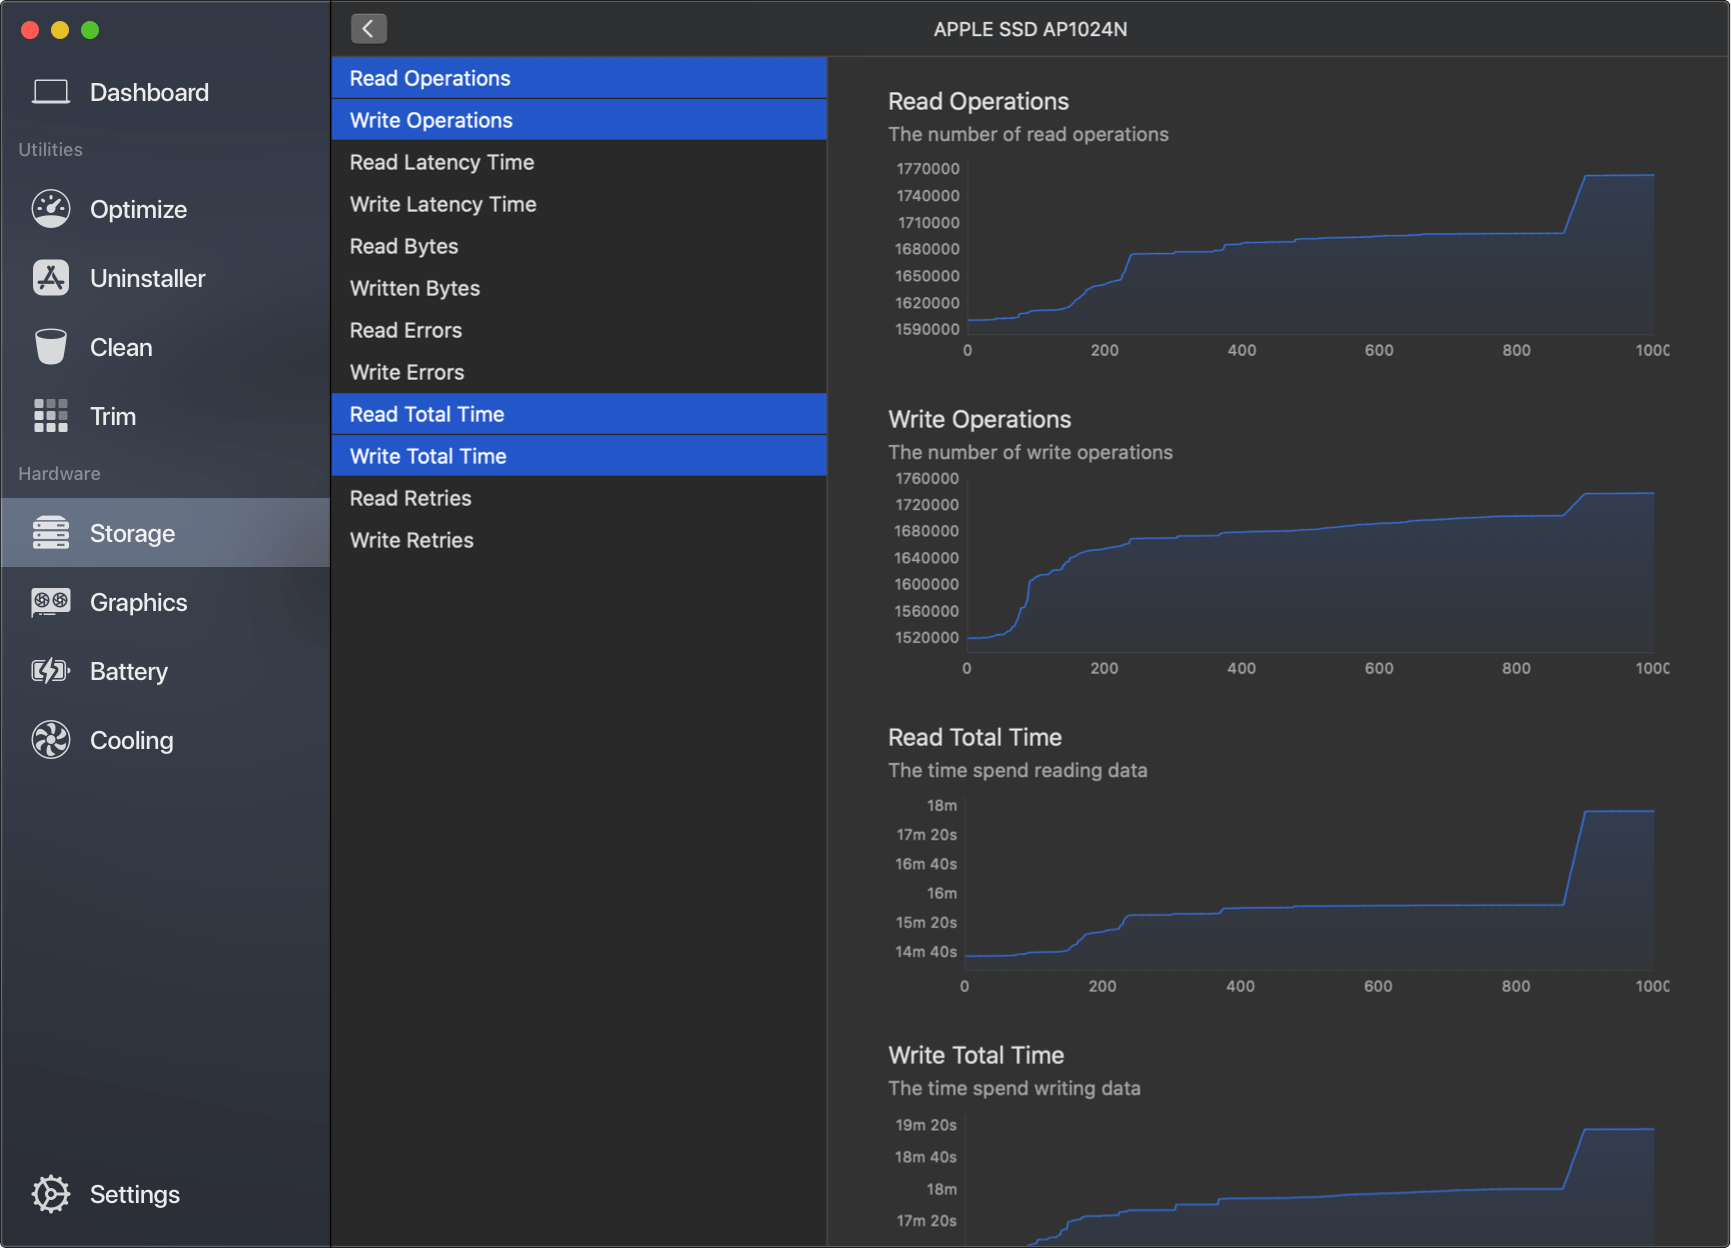 APPLE SSD AP1024N
Dashboard
Utilities
Optimize
Uninstaller
Clean
Trim
Hardware
Storage
Graphics
Battery
Cooling
Settings
Read Operations
Write Operations
Read Latency Time
Write Latency Time
Read Bytes
Written Bytes
Read Errors
Write Errors
Read Total Time
Write Total Time
Read Retries
Write Retries
Read Operations
The number of read operations
1770000
1740000
1710000
1680000
1650000
1620000
1590000
0 200 400 600 800 1000
Write Operations
The number of write operations
1760000
1720000
1680000
1640000
1600000
1560000
1520000
0 200 400 600 800 1000
Read Total Time
The time spend reading data
18m
17m 20s
16m 40s
16m
15m 20s
14m 40s
0 200 400 600 800 1000
Write Total Time
The time spend writing data
19m 20s
18m 40s
18m
17m 20s